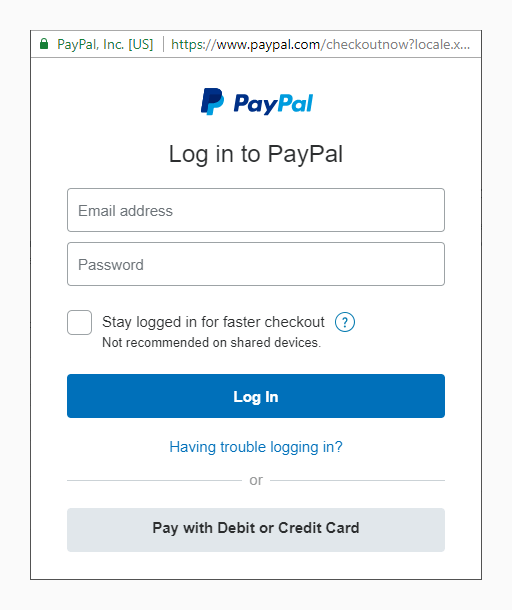 PayPal, Inc. [US] https://www.paypal.com/checkoutnow?locale.x...
PayPal
Log in to PayPal
Email address
Password
Stay logged in for faster checkout ?
Not recommended on shared devices.
Log In
Having trouble logging in?
or
Pay with Debit or Credit Card